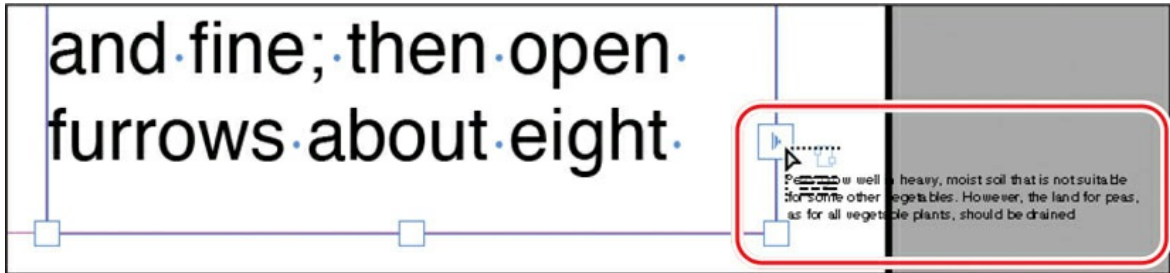 and fine; then open
furrows about eight
well heavy, moist soil that is not suitable
for some other vegetables. However, the land for peas,
as for all vegetable plants, should be drained